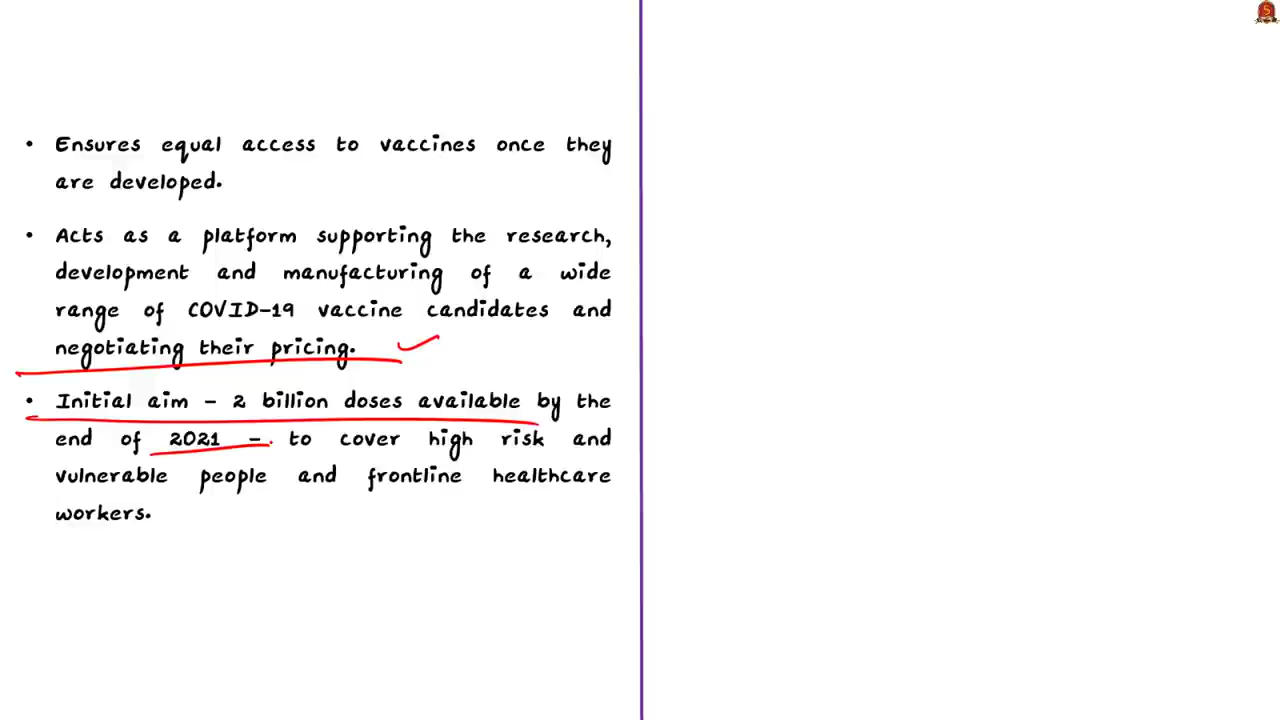 • Ensures equal access to vaccines once they
are developed.
• Acts as a platform supporting the research,
development and manufacturing of a wide
range of COVID-19 vaccine candidates and
negotiating their pricing.
• Initial aim – 2 billion doses available by the
end of 2021 – to cover high risk and
vulnerable people and frontline healthcare
workers.